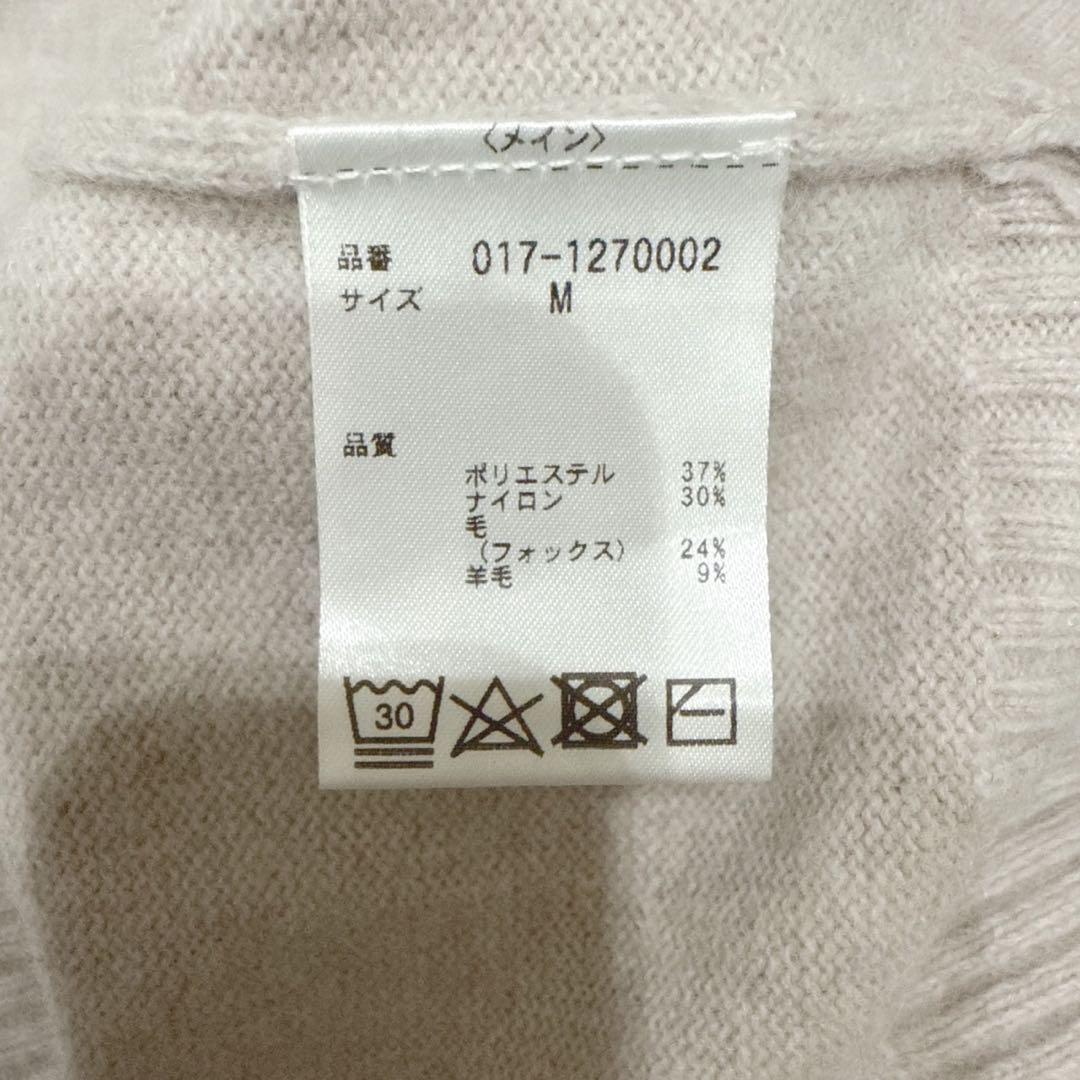 〈メイン〉
品番 017-1270002
サイズ M
品質
ポリエステル 37%
ナイロン 30%
毛
(フォックス) 24%
羊毛 9%
30